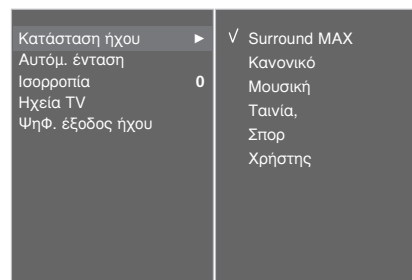 Κατάσταση ήχου ►
Αυτόμ. ένταση
Ισορροπία 0
Ηχεία TV
ΨηΦ. έξοδος ήχου
√ Surround MAX
Κανονικό
Μουσική
Ταινία,
Σπορ
Χρήστης